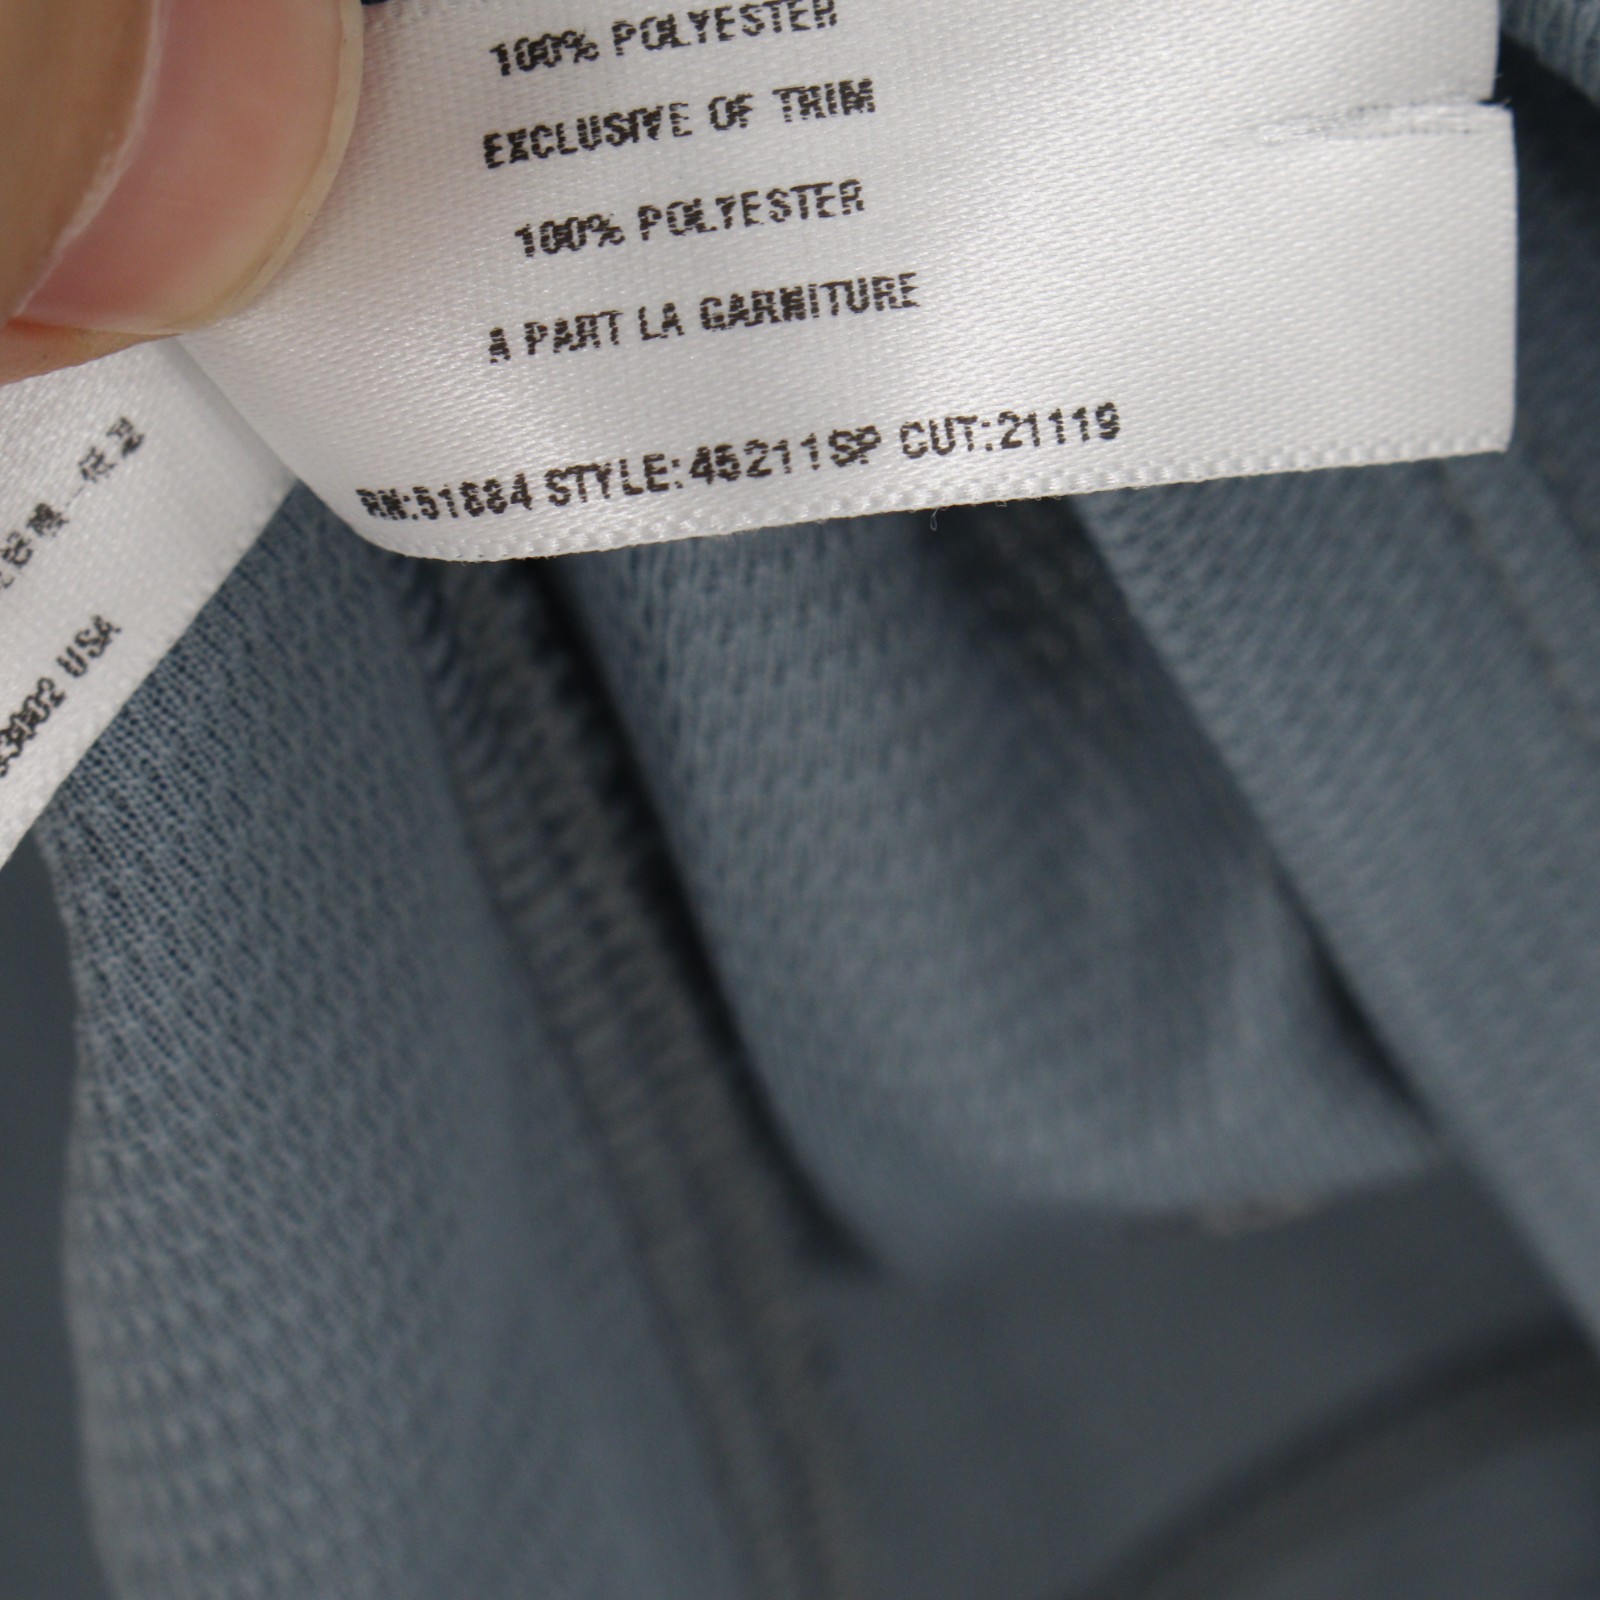 100% POLYESTER
EXCLUSIVE OF TRIM
100% POLYESTER
A PART LA GARNITURE
RN:51884 STYLE:45211SP CUT:21119
USA